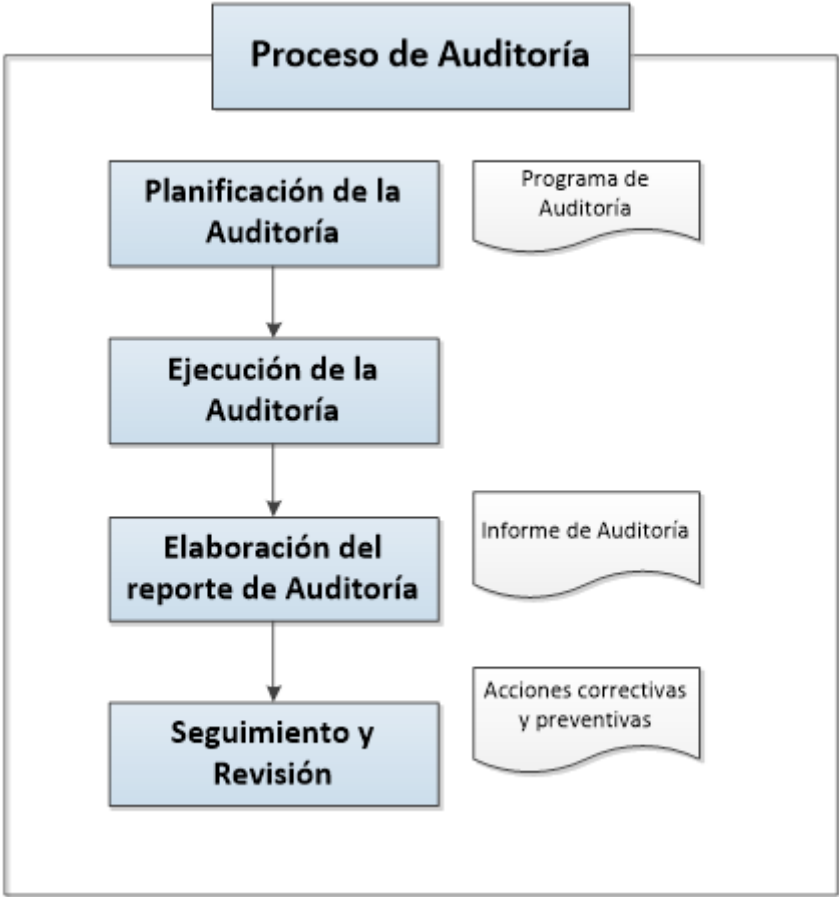 Proceso de Auditoría
Planificación de la
Auditoría
Programa de
Auditoría
Ejecución de la
Auditoría
Elaboración del
reporte de Auditoría
Informe de Auditoría
Seguimiento y
Revisión
Acciones correctivas
y preventivas